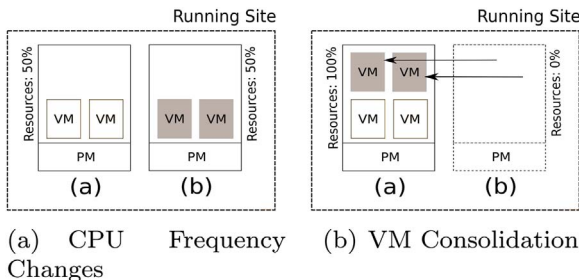 Running Site
Resources: 50%
VM VM
PM
(a)
VM VM
PM
(b)
Resources: 50%
(a) CPU Frequency
Changes
Running Site
Resources: 100%
VM VM
VM VM
PM
(a)
PM
(b)
Resources: 0%
(b) VM Consolidation